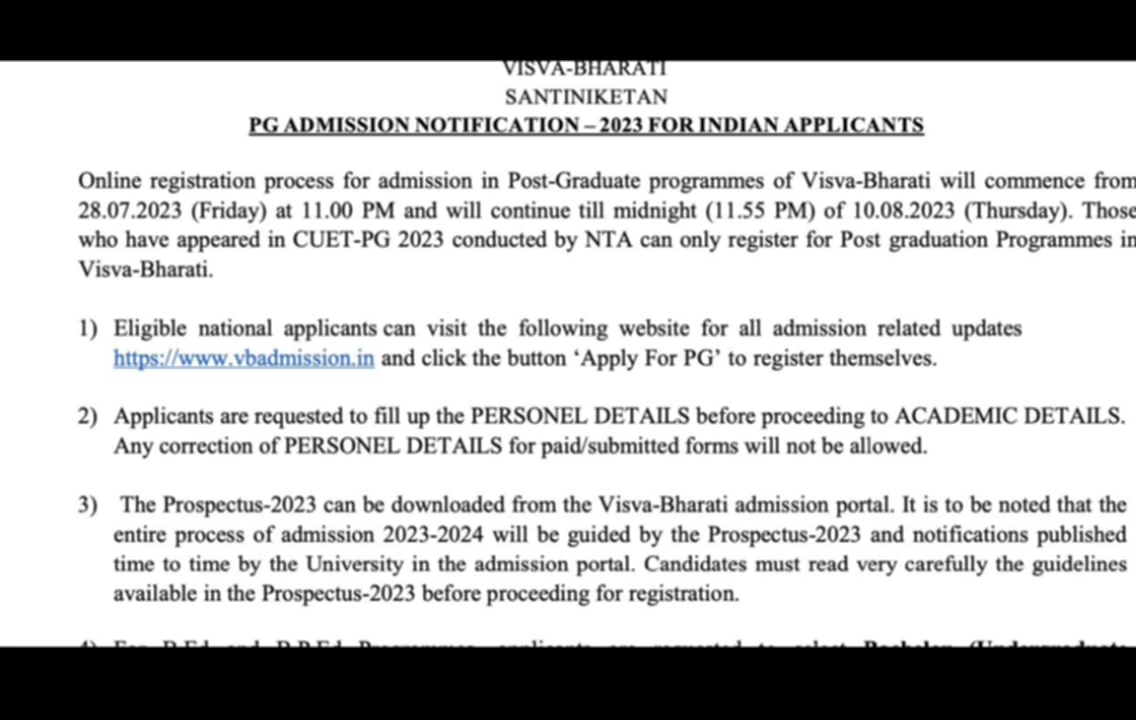 VISVA-BHARATI
SANTINIKETAN
PG ADMISSION NOTIFICATION – 2023 FOR INDIAN APPLICANTS
Online registration process for admission in Post-Graduate programmes of Visva-Bharati will commence from
28.07.2023 (Friday) at 11.00 PM and will continue till midnight (11.55 PM) of 10.08.2023 (Thursday). Those
who have appeared in CUET-PG 2023 conducted by NTA can only register for Post graduation Programmes in
Visva-Bharati.
1) Eligible national applicants can visit the following website for all admission related updates
https://www.vbadmission.in and click the button ‘Apply For PG’ to register themselves.
2) Applicants are requested to fill up the PERSONEL DETAILS before proceeding to ACADEMIC DETAILS.
Any correction of PERSONEL DETAILS for paid/submitted forms will not be allowed.
3) The Prospectus-2023 can be downloaded from the Visva-Bharati admission portal. It is to be noted that the
entire process of admission 2023-2024 will be guided by the Prospectus-2023 and notifications published
time to time by the University in the admission portal. Candidates must read very carefully the guidelines
available in the Prospectus-2023 before proceeding for registration.